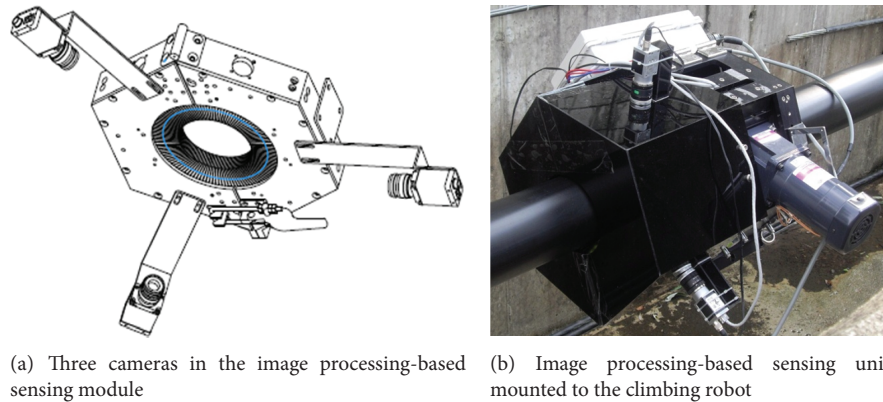 (a) Three cameras in the image processing-based
sensing module
(b) Image processing-based sensing uni
mounted to the climbing robot